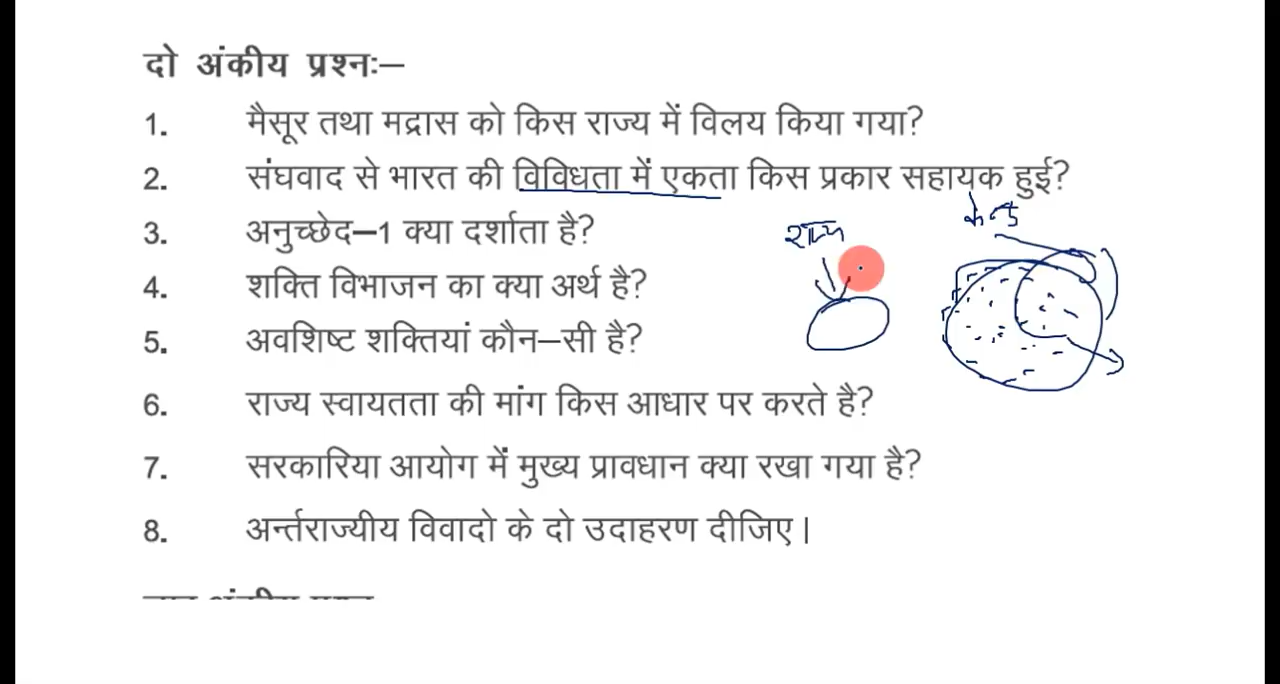 दो अंकीय प्रश्नः–
1. मैसूर तथा मद्रास को किस राज्य में विलय किया गया?
2. संघवाद से भारत की विविधता में एकता किस प्रकार सहायक हुई?
3. अनुच्छेद–1 क्या दर्शाता है?
राज्य
4. शक्ति विभाजन का क्या अर्थ है?
5. अवशिष्ट शक्तियां कौन–सी है?
6. राज्य स्वायतता की मांग किस आधार पर करते है?
7. सरकारिया आयोग में मुख्य प्रावधान क्या रखा गया है?
8. अर्न्तराज्यीय विवादो के दो उदाहरण दीजिए।